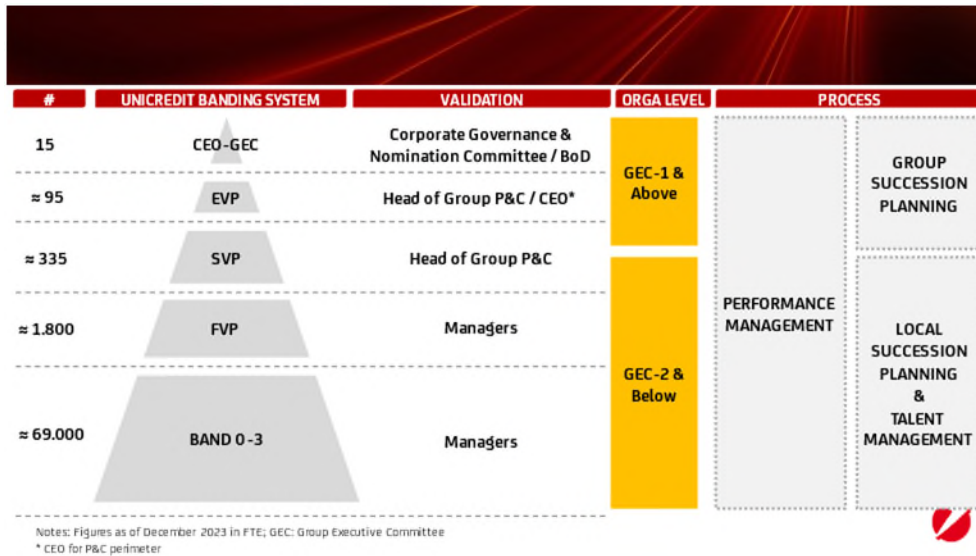 #
UNICREDIT BANDING SYSTEM
VALIDATION
ORGA LEVEL
PROCESS
15
CEO-GEC
Corporate Governance &
Nomination Committee / BoD
≈ 95
EVP
Head of Group P&C / CEO*
≈ 335
SVP
Head of Group P&C
≈ 1.800
FVP
Managers
≈ 69.000
BAND 0-3
Managers
GEC-1 &
Above
GEC-2 &
Below
PERFORMANCE
MANAGEMENT
GROUP
SUCCESSION
PLANNING
LOCAL
SUCCESSION
PLANNING
&
TALENT
MANAGEMENT
Notes: Figures as of December 2023 in FTE; GEC: Group Executive Committee
* CEO for P&C perimeter